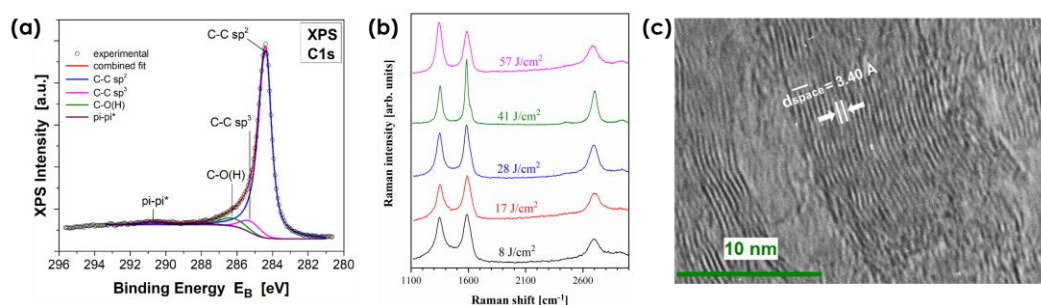 (a)
XPS
C1s
C-C sp2
experimental
combined fit
C-C sp2
C-C sp3
C-O(H)
pi-pi*
C-C sp3
C-O(H)
pi-pi*
XPS Intensity [a.u.]
296 294 292 290 288 286 284 282 280
Binding Energy EB [eV]
(b)
57 J/cm2
41 J/cm2
28 J/cm2
17 J/cm2
8 J/cm2
Raman intensity [arb. units]
1100 1600 2100 2600
Raman shift [cm-1]
(c)
dspace = 3.40 Å
10 nm